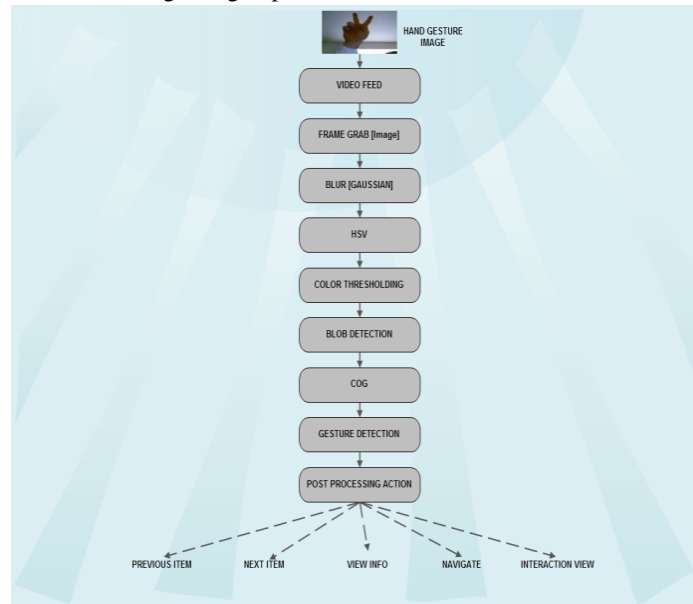 HAND GESTURE
IMAGE
VIDEO FEED
FRAME GRAB [Image]
BLUR [GAUSSIAN]
HSV
COLOR THRESHOLDING
BLOB DETECTION
COG
GESTURE DETECTION
POST PROCESSING ACTION
PREVIOUS ITEM NEXT ITEM VIEW INFO NAVIGATE INTERACTION VIEW